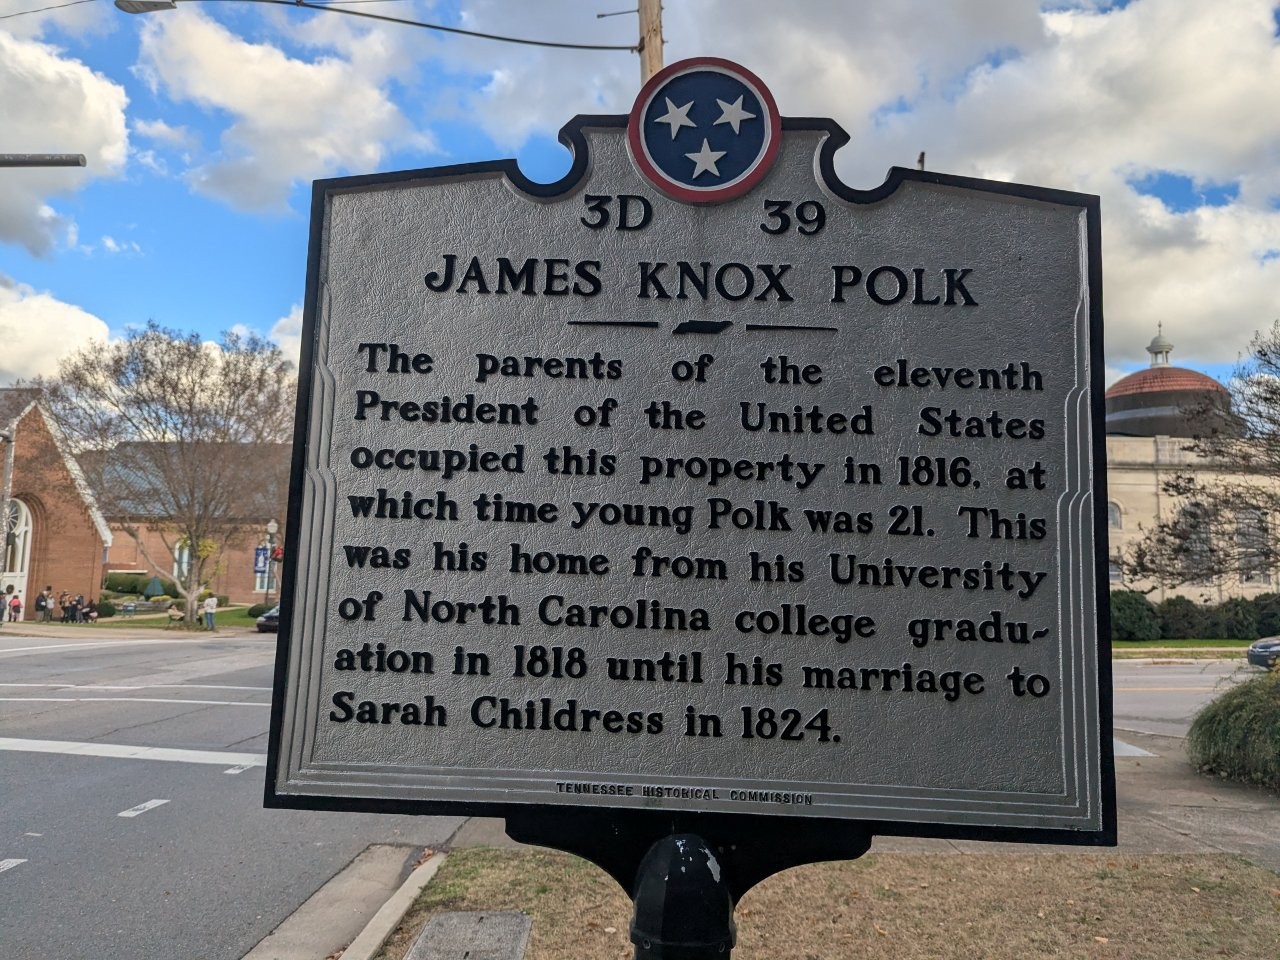 3D 39
JAMES KNOX POLK
The parents of the eleventh
President of the United States
occupied this property in 1816, at
which time young Polk was 21. This
was his home from his University
of North Carolina college gradu-
ation in 1818 until his marriage to
Sarah Childress in 1824.
TENNESSEE HISTORICAL COMMISSION